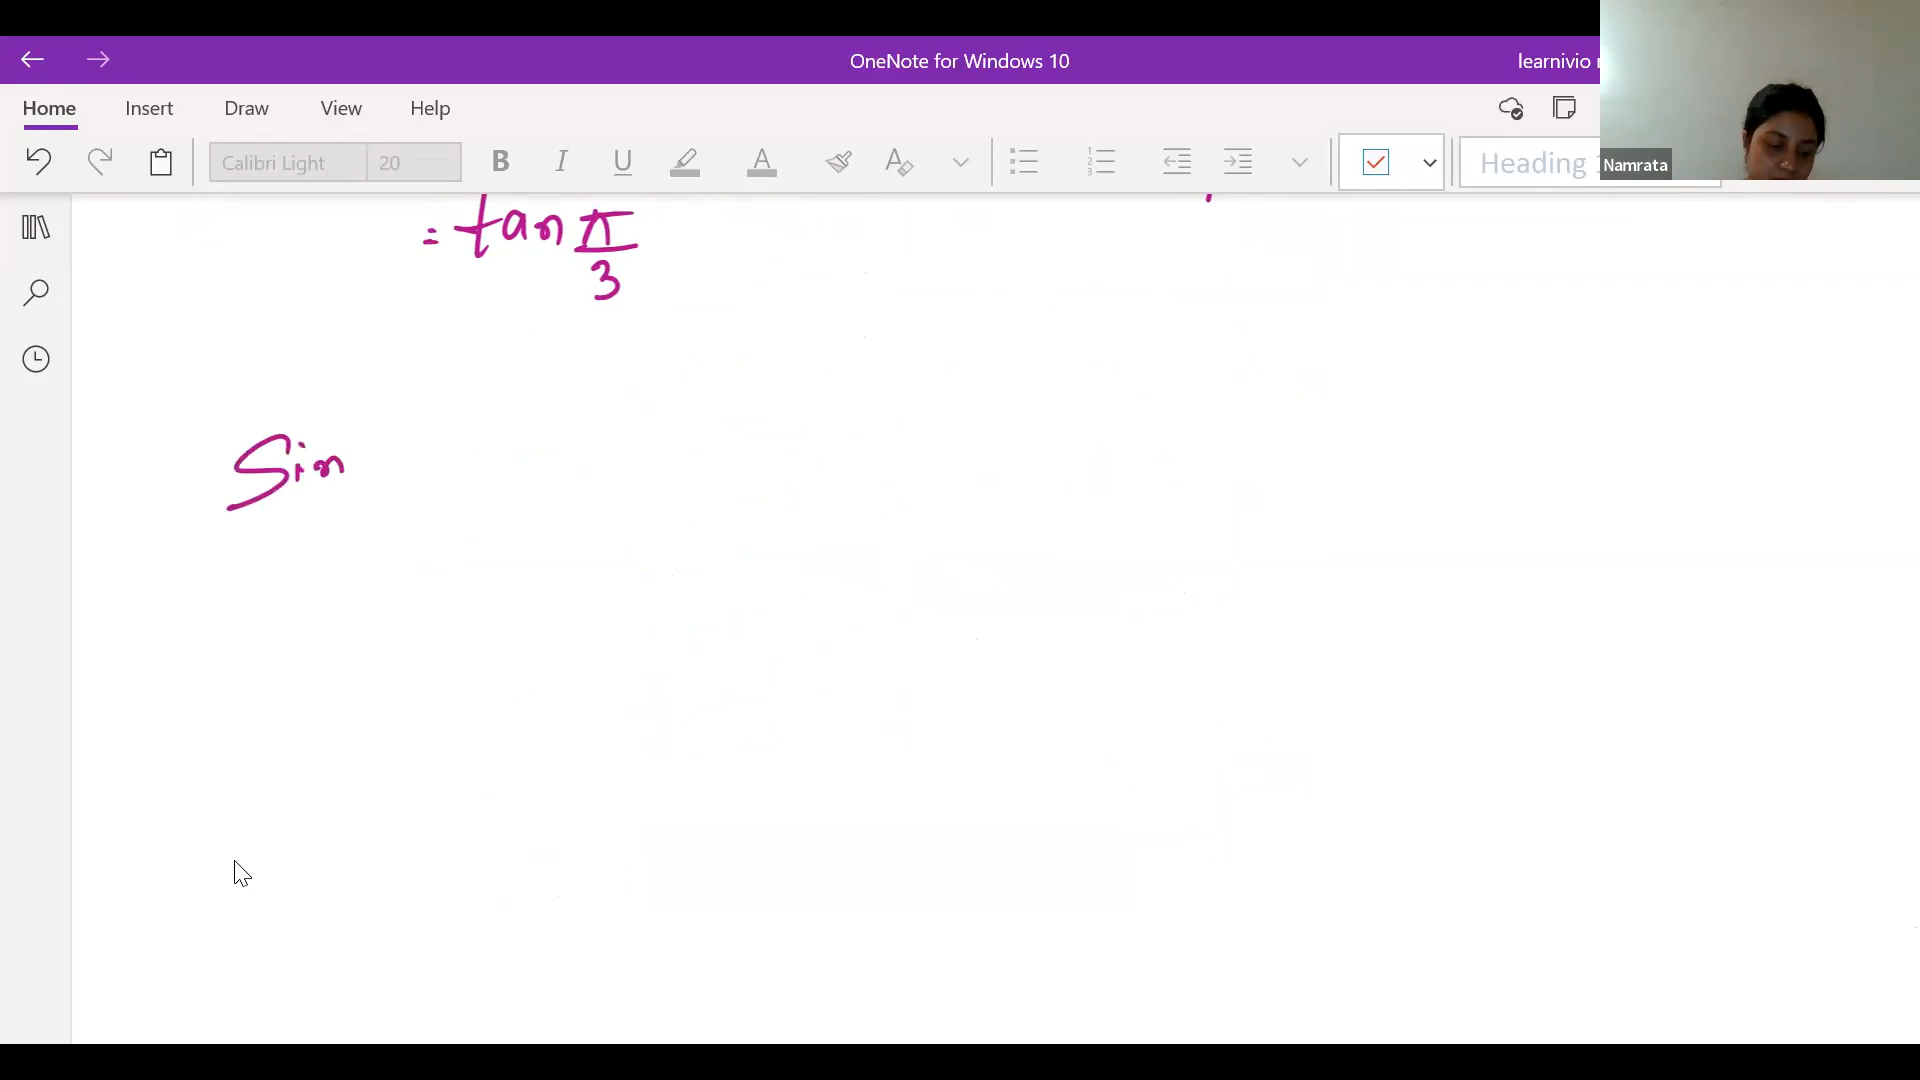 OneNote for Windows 10
learnivio
Home Insert Draw View Help
Calibri Light 20 B I U A A Heading
Namrata
= tan π/3
Sin